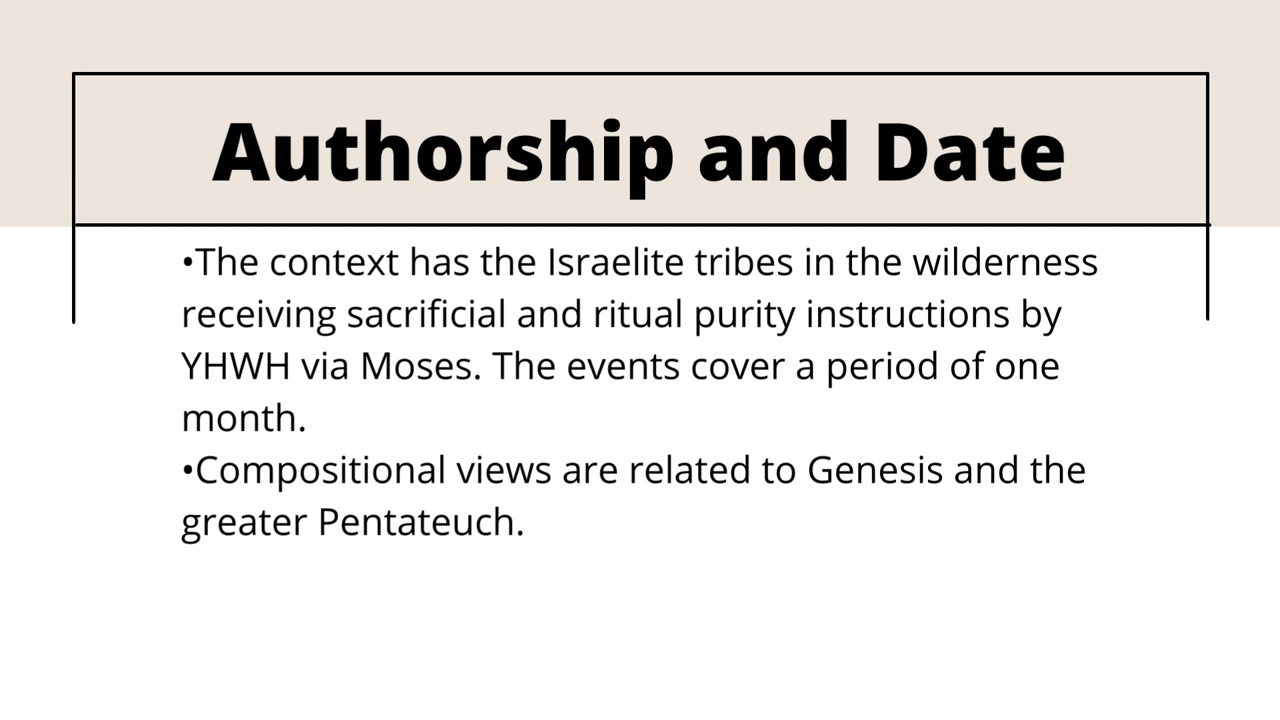 Authorship and Date
•The context has the Israelite tribes in the wilderness
receiving sacrificial and ritual purity instructions by
YHWH via Moses. The events cover a period of one
month.
•Compositional views are related to Genesis and the
greater Pentateuch.